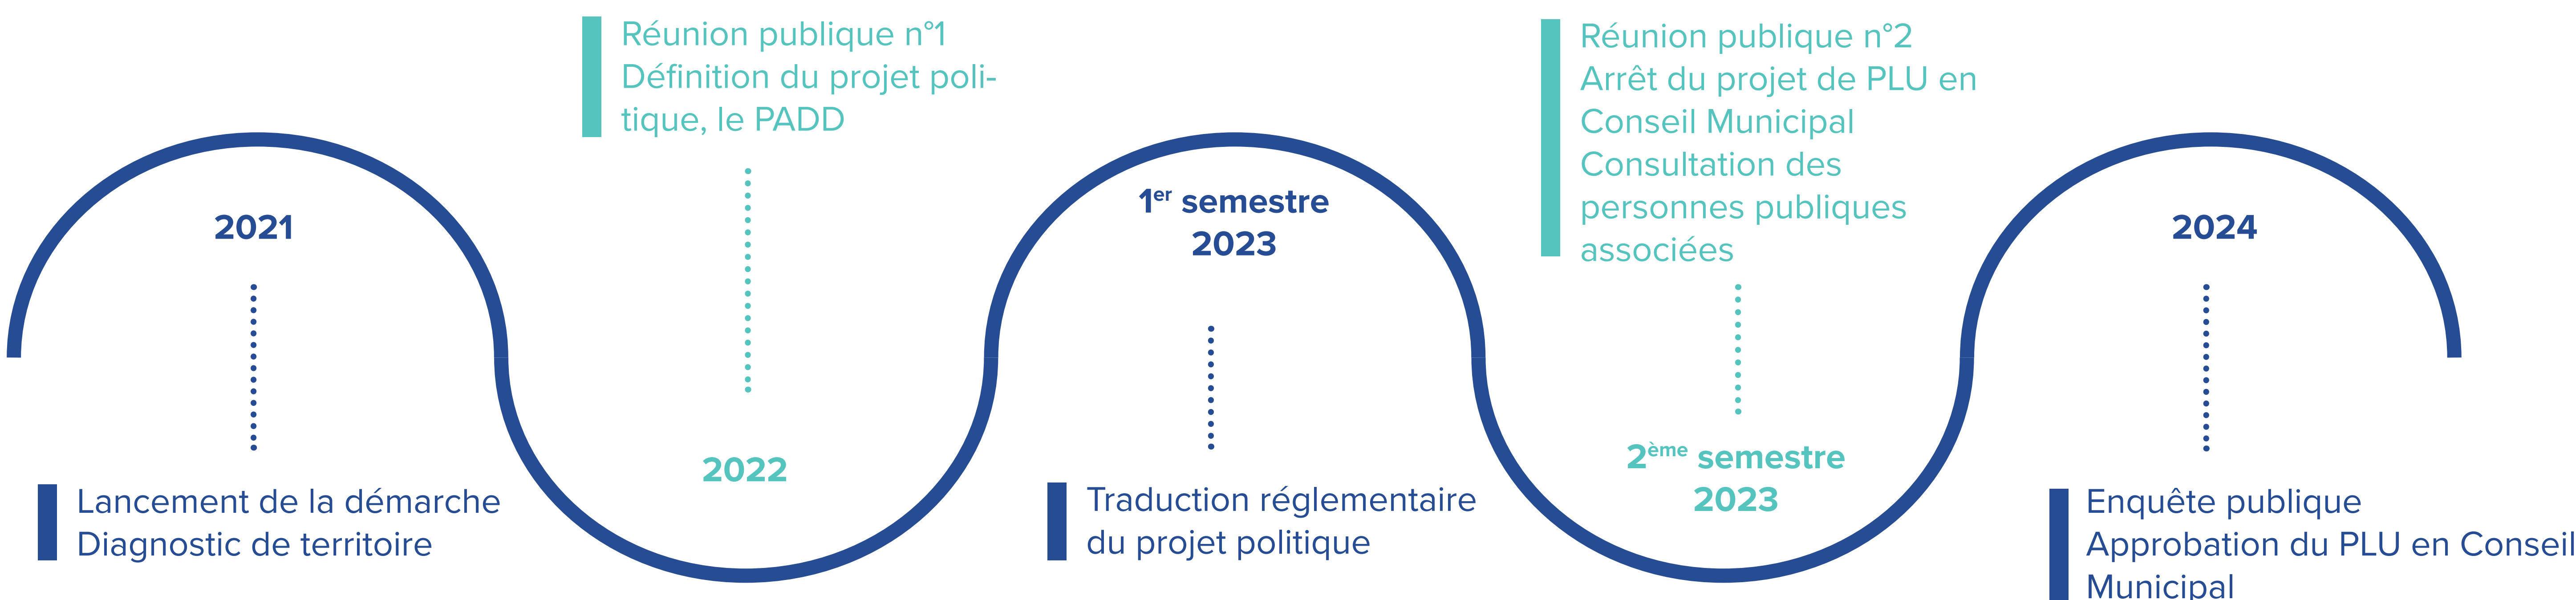 2021
Lancement de la démarche
Diagnostic de territoire
Réunion publique n°1
Définition du projet poli-
tique, le PADD
2022
1er semestre
2023
Traduction réglementaire
du projet politique
Réunion publique n°2
Arrêt du projet de PLU en
Conseil Municipal
Consultation des
personnes publiques
associées
2ème semestre
2023
2024
Enquête publique
Approbation du PLU en Conseil
Municipal